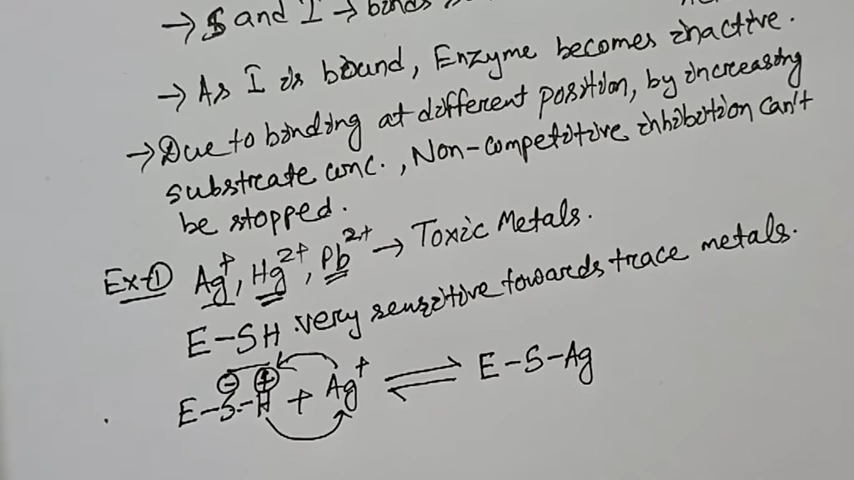 → S and I → binds
→ As I is bound, Enzyme becomes inactive.
→ Due to binding at different position, by increasing
substrate conc., Non-competitive inhibition can't
be stopped.
Ex-① Ag⁺, Hg²⁺, Pb²⁺ → Toxic Metals.
E-SH very sensitive towards trace metals.
E-S⊖-H⊕ + Ag⁺ ⇌ E-S-Ag